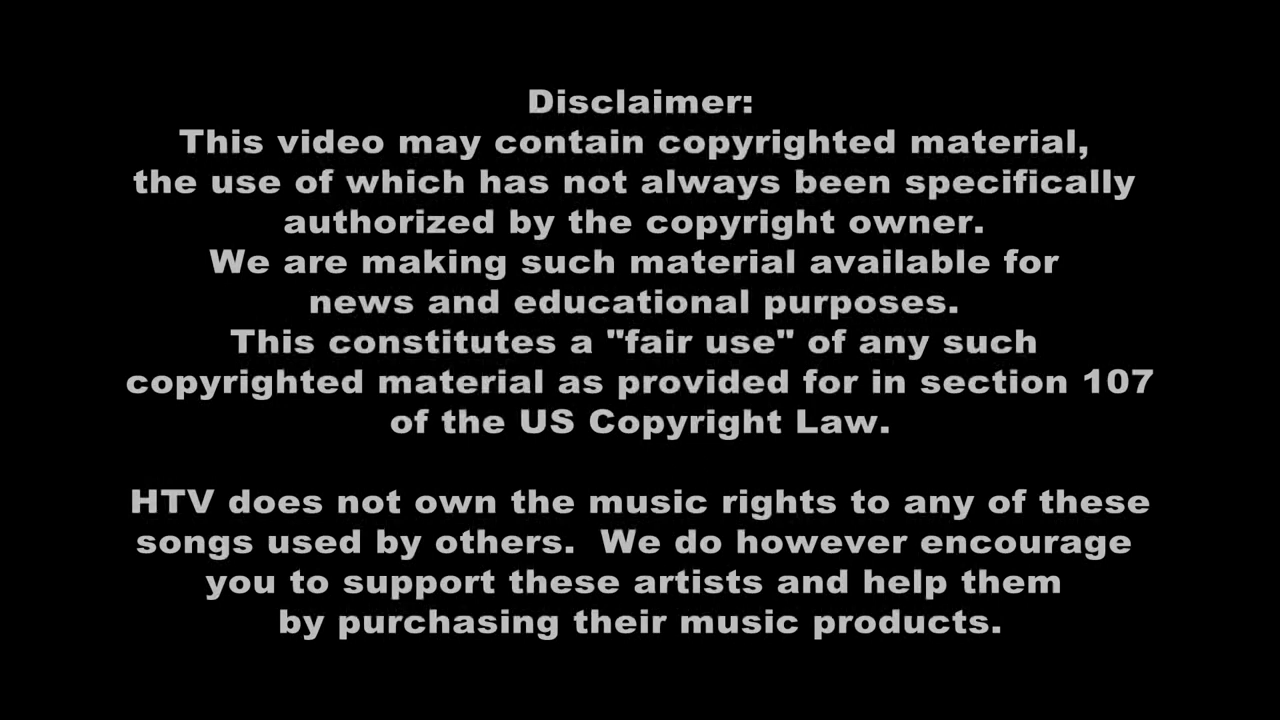 Disclaimer:
This video may contain copyrighted material,
the use of which has not always been specifically
authorized by the copyright owner.
We are making such material available for
news and educational purposes.
This constitutes a "fair use" of any such
copyrighted material as provided for in section 107
of the US Copyright Law.
HTV does not own the music rights to any of these
songs used by others.  We do however encourage
you to support these artists and help them
by purchasing their music products.